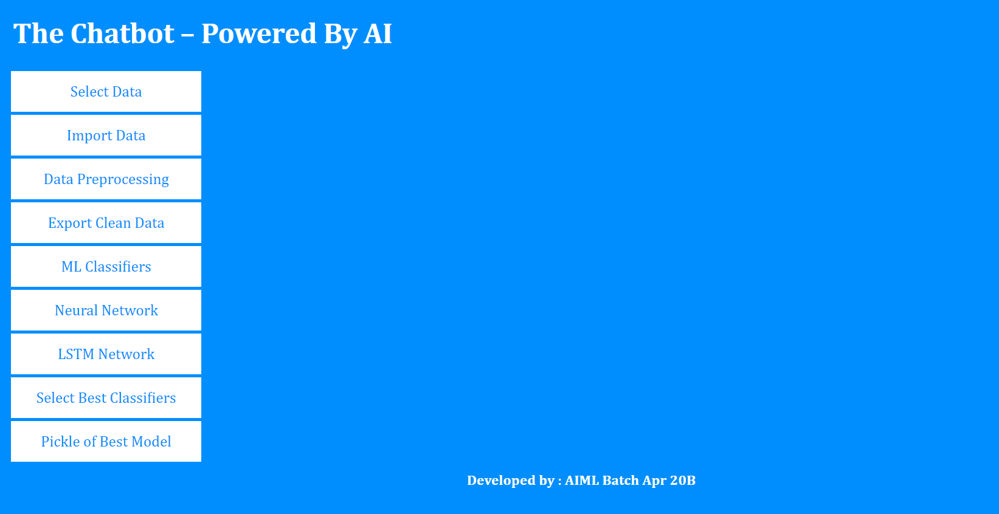 The Chatbot – Powered By AI
Select Data
Import Data
Data Preprocessing
Export Clean Data
ML Classifiers
Neural Network
LSTM Network
Select Best Classifiers
Pickle of Best Model
Developed by : AIML Batch Apr 20B